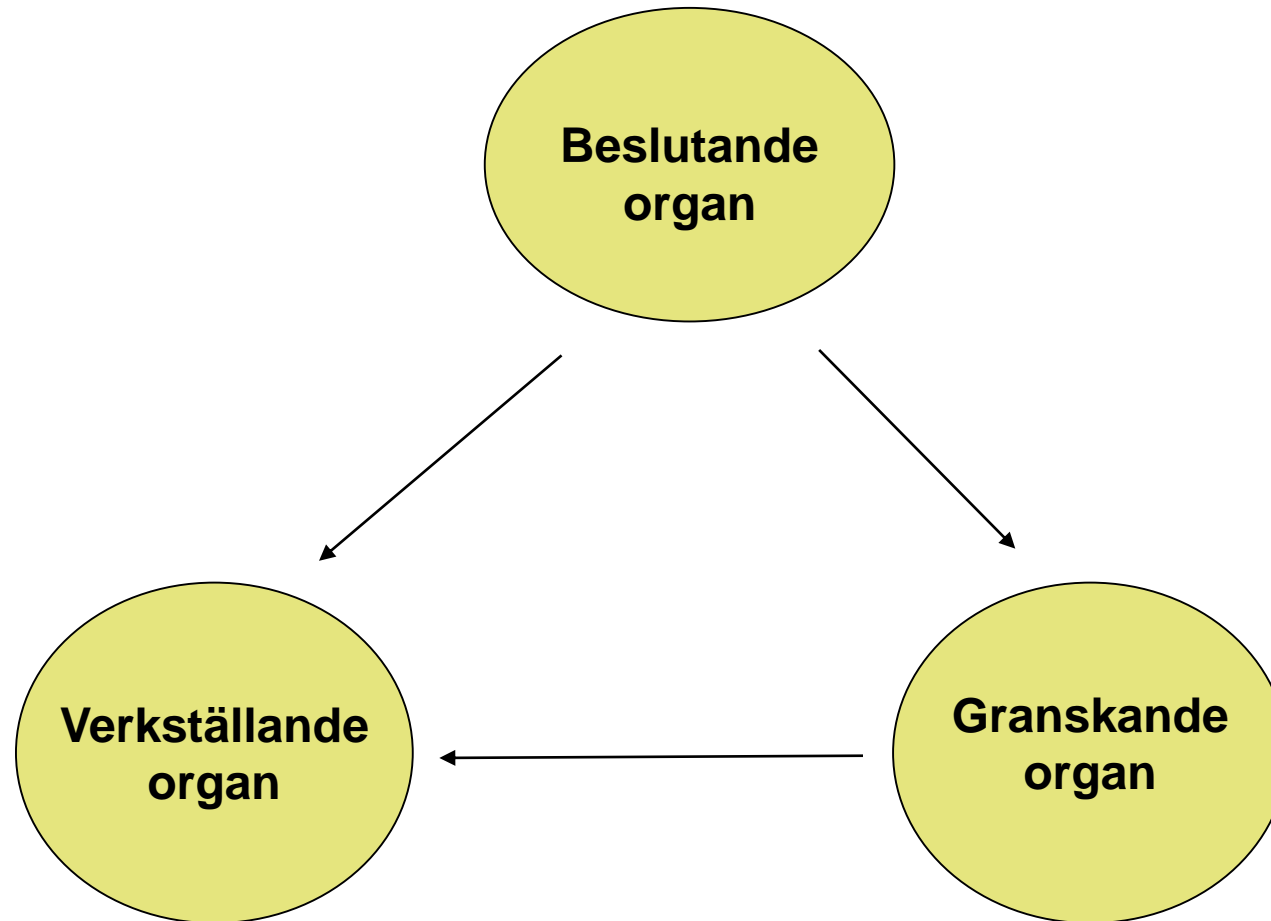 Beslutande
organ
Verkställande
organ
Granskande
organ